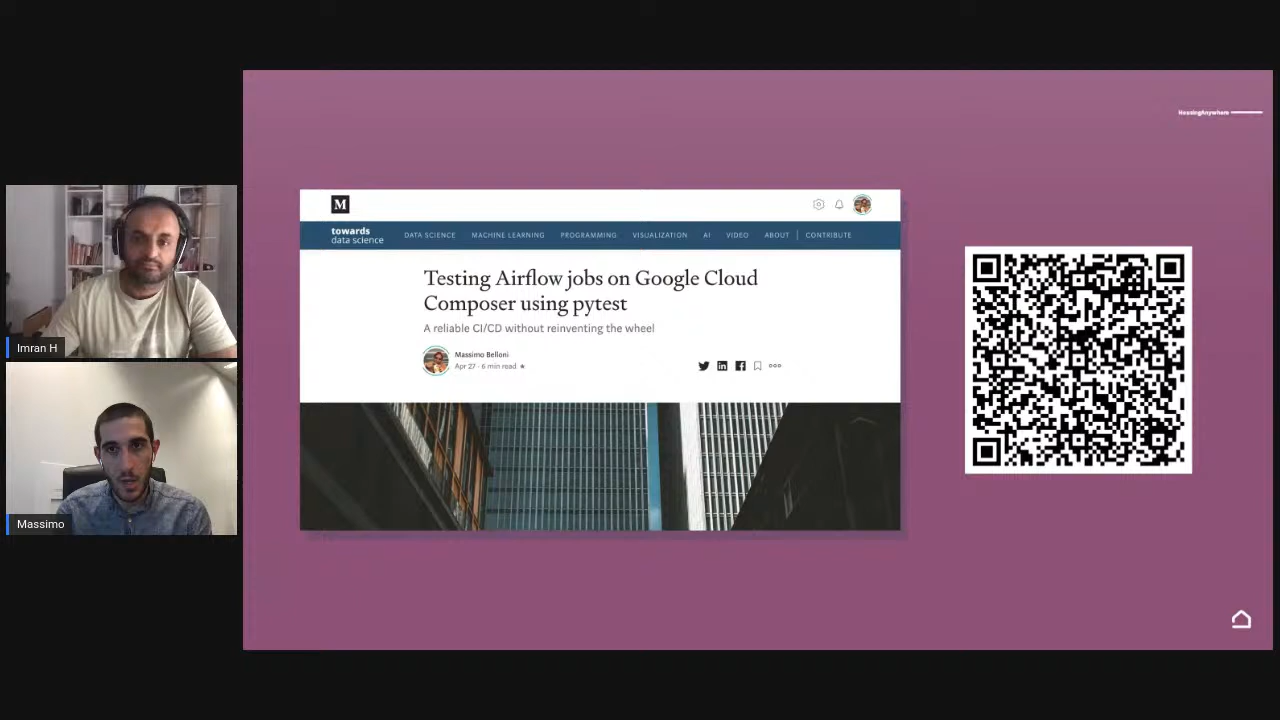 HousingAnywhere
M
towards
data science
DATA SCIENCE MACHINE LEARNING PROGRAMMING VISUALIZATION AI VIDEO ABOUT CONTRIBUTE
Testing Airflow jobs on Google Cloud
Composer using pytest
A reliable CI/CD without reinventing the wheel
Massimo Belloni
Apr 27 · 6 min read ★
Imran H
Massimo